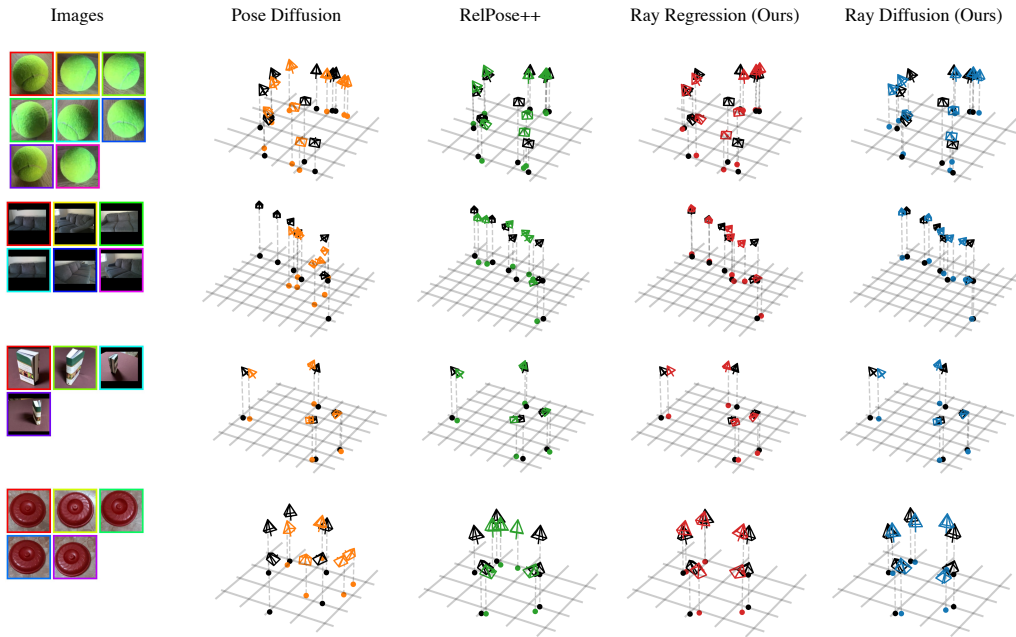 Images
Pose Diffusion
RelPose++
Ray Regression (Ours)
Ray Diffusion (Ours)